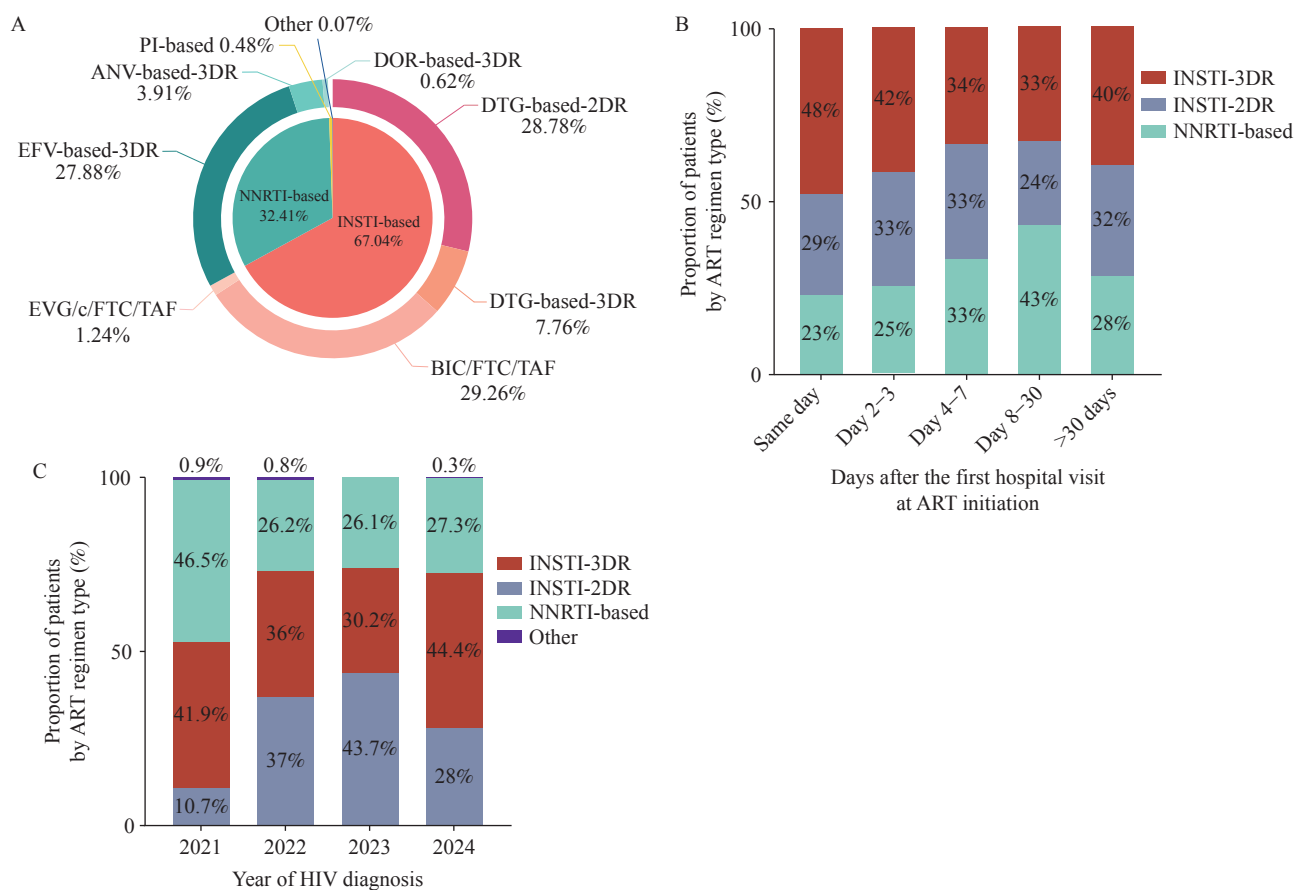 A
Other 0.07%
PI-based 0.48%
ANV-based-3DR
3.91%
DOR-based-3DR
0.62%
DTG-based-2DR
28.78%
EFV-based-3DR
27.88%
NNRTI-based
32.41%
INSTI-based
67.04%
EVG/c/FTC/TAF
1.24%
DTG-based-3DR
7.76%
BIC/FTC/TAF
29.26%
B
Proportion of patients
by ART regimen type (%)
100
50
0
48%
29%
23%
42%
33%
25%
34%
33%
33%
33%
24%
43%
40%
32%
28%
INSTI-3DR
INSTI-2DR
NNRTI-based
Same day
Day 2−3
Day 4−7
Day 8−30
>30 days
Days after the first hospital visit
at ART initiation
C
Proportion of patients
by ART regimen type (%)
100
50
0
0.9%
46.5%
41.9%
10.7%
0.8%
26.2%
36%
37%
26.1%
30.2%
43.7%
0.3%
27.3%
44.4%
28%
INSTI-3DR
INSTI-2DR
NNRTI-based
Other
2021
2022
2023
2024
Year of HIV diagnosis